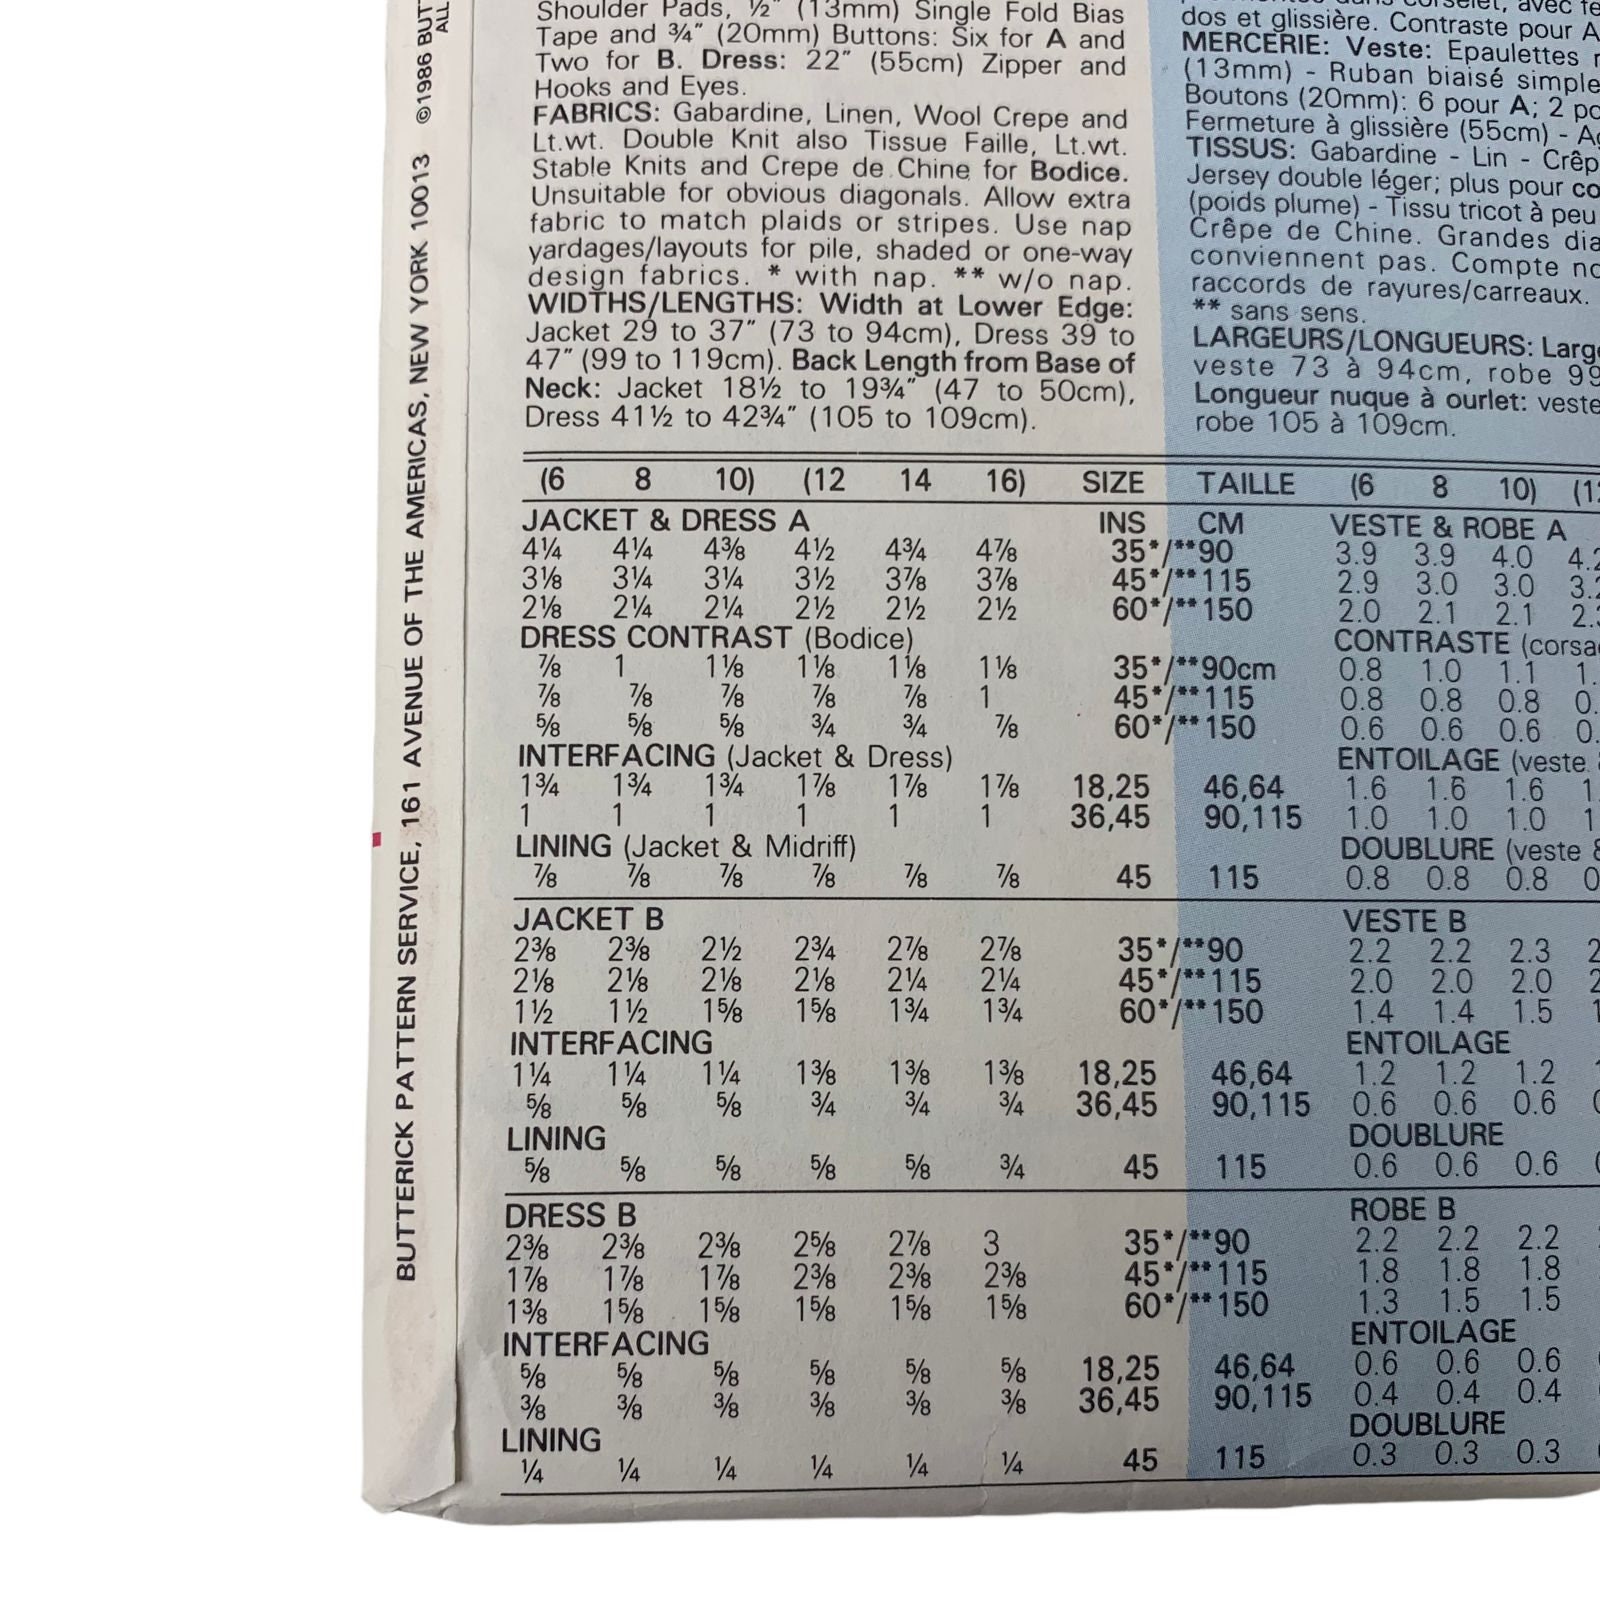 Shoulder Pads, ½" (13mm) Single Fold Bias
Tape and ¾" (20mm) Buttons: Six for A and
Two for B. Dress: 22" (55cm) Zipper and
Hooks and Eyes.
FABRICS: Gabardine, Linen, Wool Crepe and
Lt.wt. Double Knit also Tissue Faille, Lt.wt.
Stable Knits and Crepe de Chine for Bodice.
Unsuitable for obvious diagonals. Allow extra
fabric to match plaids or stripes. Use nap
yardages/layouts for pile, shaded or one-way
design fabrics. * with nap. ** w/o nap.
WIDTHS/LENGTHS: Width at Lower Edge:
Jacket 29 to 37" (73 to 94cm), Dress 39 to
47" (99 to 119cm). Back Length from Base of
Neck: Jacket 18½ to 19¾" (47 to 50cm),
Dress 41½ to 42¾" (105 to 109cm).
dos et glissière. Contraste pour A
MERCERIE: Veste: Epaulettes
(13mm) - Ruban biaisé simple
Boutons (20mm): 6 pour A; 2
Fermeture à glissière (55cm) -
TISSUS: Gabardine - Lin -
Jersey double léger; plus pour
(poids plume) - Tissu tricot à peu
Crêpe de Chine. Grandes
conviennent pas. Compte
raccords de rayures/carreaux.
** sans sens.
LARGEURS/LONGUEURS:
veste 73 à 94cm, robe
Longueur nuque à ourlet: veste
robe 105 à 109cm.
(6 8 10) (12 14 16) SIZE TAILLE (6 8 10)
JACKET & DRESS A INS CM VESTE & ROBE A
4¼ 4¼ 4⅜ 4½ 4¾ 4⅞ 35*/**90 3.9 3.9 4.0
3⅛ 3¼ 3¼ 3½ 3⅞ 3⅞ 45*/**115 2.9 3.0 3.0
2⅛ 2¼ 2¼ 2½ 2½ 2½ 60*/**150 2.0 2.1 2.1
DRESS CONTRAST (Bodice) CONTRASTE
⅞ 1 1⅛ 1⅛ 1⅛ 1⅛ 35*/**90cm 0.8 1.0 1.1
⅞ ⅞ ⅞ ⅞ ⅞ 1 45*/**115 0.8 0.8 0.8
⅝ ⅝ ⅝ ¾ ¾ ⅞ 60*/**150 0.6 0.6 0.6
INTERFACING (Jacket & Dress) ENTOILAGE (veste
1¾ 1¾ 1¾ 1⅞ 1⅞ 1⅞ 18,25 46,64 1.6 1.6 1.6
1 1 1 1 1 1 36,45 90,115 1.0 1.0 1.0
LINING (Jacket & Midriff) DOUBLURE (veste &
⅞ ⅞ ⅞ ⅞ ⅞ ⅞ 45 115 0.8 0.8 0.8
JACKET B VESTE B
2⅜ 2⅜ 2½ 2¾ 2⅞ 2⅞ 35*/**90 2.2 2.2 2.3
2⅛ 2⅛ 2⅛ 2⅛ 2¼ 2¼ 45*/**115 2.0 2.0 2.0
1½ 1½ 1⅝ 1⅝ 1¾ 1¾ 60*/**150 1.4 1.4 1.5
INTERFACING ENTOILAGE
1¼ 1¼ 1¼ 1⅜ 1⅜ 1⅜ 18,25 46,64 1.2 1.2 1.2
⅝ ⅝ ⅝ ¾ ¾ ¾ 36,45 90,115 0.6 0.6 0.6
LINING DOUBLURE
⅝ ⅝ ⅝ ⅝ ⅝ ¾ 45 115 0.6 0.6 0.6
DRESS B ROBE B
2⅜ 2⅜ 2⅜ 2⅝ 2⅞ 3 35*/**90 2.2 2.2 2.2
1⅞ 1⅞ 1⅞ 2⅜ 2⅜ 2⅜ 45*/**115 1.8 1.8 1.8
1⅜ 1⅝ 1⅝ 1⅝ 1⅝ 1⅝ 60*/**150 1.3 1.5 1.5
INTERFACING ENTOILAGE
⅝ ⅝ ⅝ ⅝ ⅝ ⅝ 18,25 46,64 0.6 0.6 0.6
⅜ ⅜ ⅜ ⅜ ⅜ ⅜ 36,45 90,115 0.4 0.4 0.4
LINING DOUBLURE
¼ ¼ ¼ ¼ ¼ ¼ 45 115 0.3 0.3 0.3
BUTTERICK PATTERN SERVICE, 161 AVENUE OF THE AMERICAS, NEW YORK 10013 ©1986
ALL